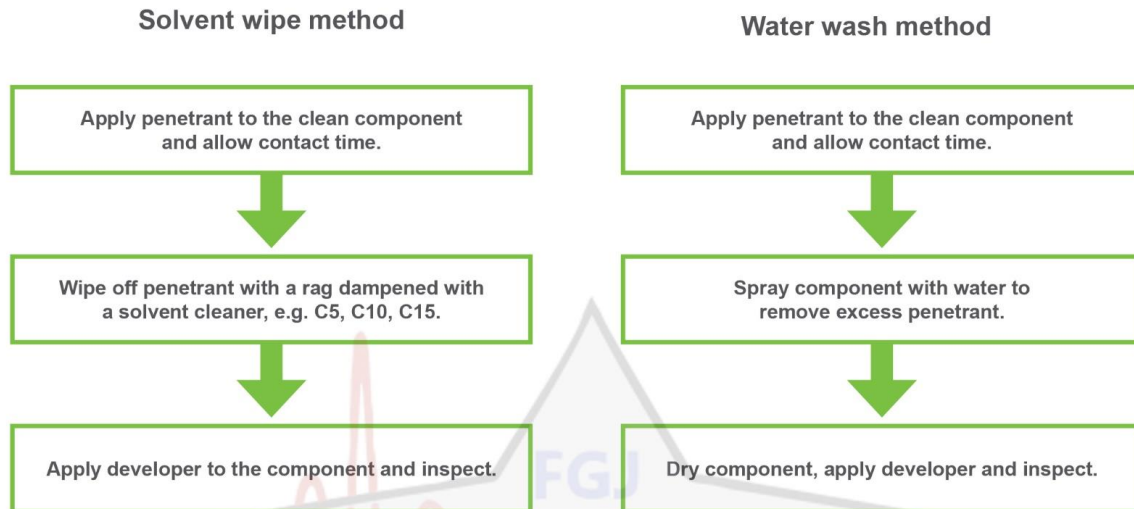 Solvent wipe method
Apply penetrant to the clean component
and allow contact time.
Wipe off penetrant with a rag dampened with
a solvent cleaner, e.g. C5, C10, C15.
Apply developer to the component and inspect.
Water wash method
Apply penetrant to the clean component
and allow contact time.
Spray component with water to
remove excess penetrant.
Dry component, apply developer and inspect.
FGJ